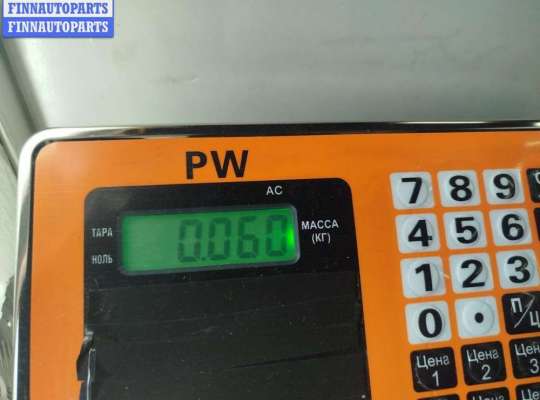 FINNAUTOPARTS
FINNAUTOPARTS
PW
AC
ТАРА
НОЛЬ
0.060
МАССА
(КГ)
7 8 9
4 5 6
1 2 3
0 .
П/
Цена
1
Цена
2
Цена
3